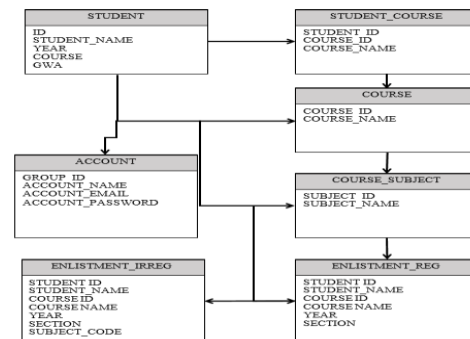 STUDENT
ID
STUDENT_NAME
YEAR
COURSE
GWA
STUDENT_COURSE
STUDENT_ID
COURSE_ID
COURSE_NAME
COURSE
COURSE_ID
COURSE_NAME
ACCOUNT
GROUP_ID
ACCOUNT_NAME
ACCOUNT_EMAIL
ACCOUNT_PASSWORD
COURSE_SUBJECT
SUBJECT_ID
SUBJECT_NAME
ENLISTMENT_IRREG
STUDENT ID
STUDENT_NAME
COURSE ID
COURSE NAME
YEAR
SECTION
SUBJECT_CODE
ENLISTMENT_REG
STUDENT ID
STUDENT_NAME
COURSE ID
COURSE NAME
YEAR
SECTION